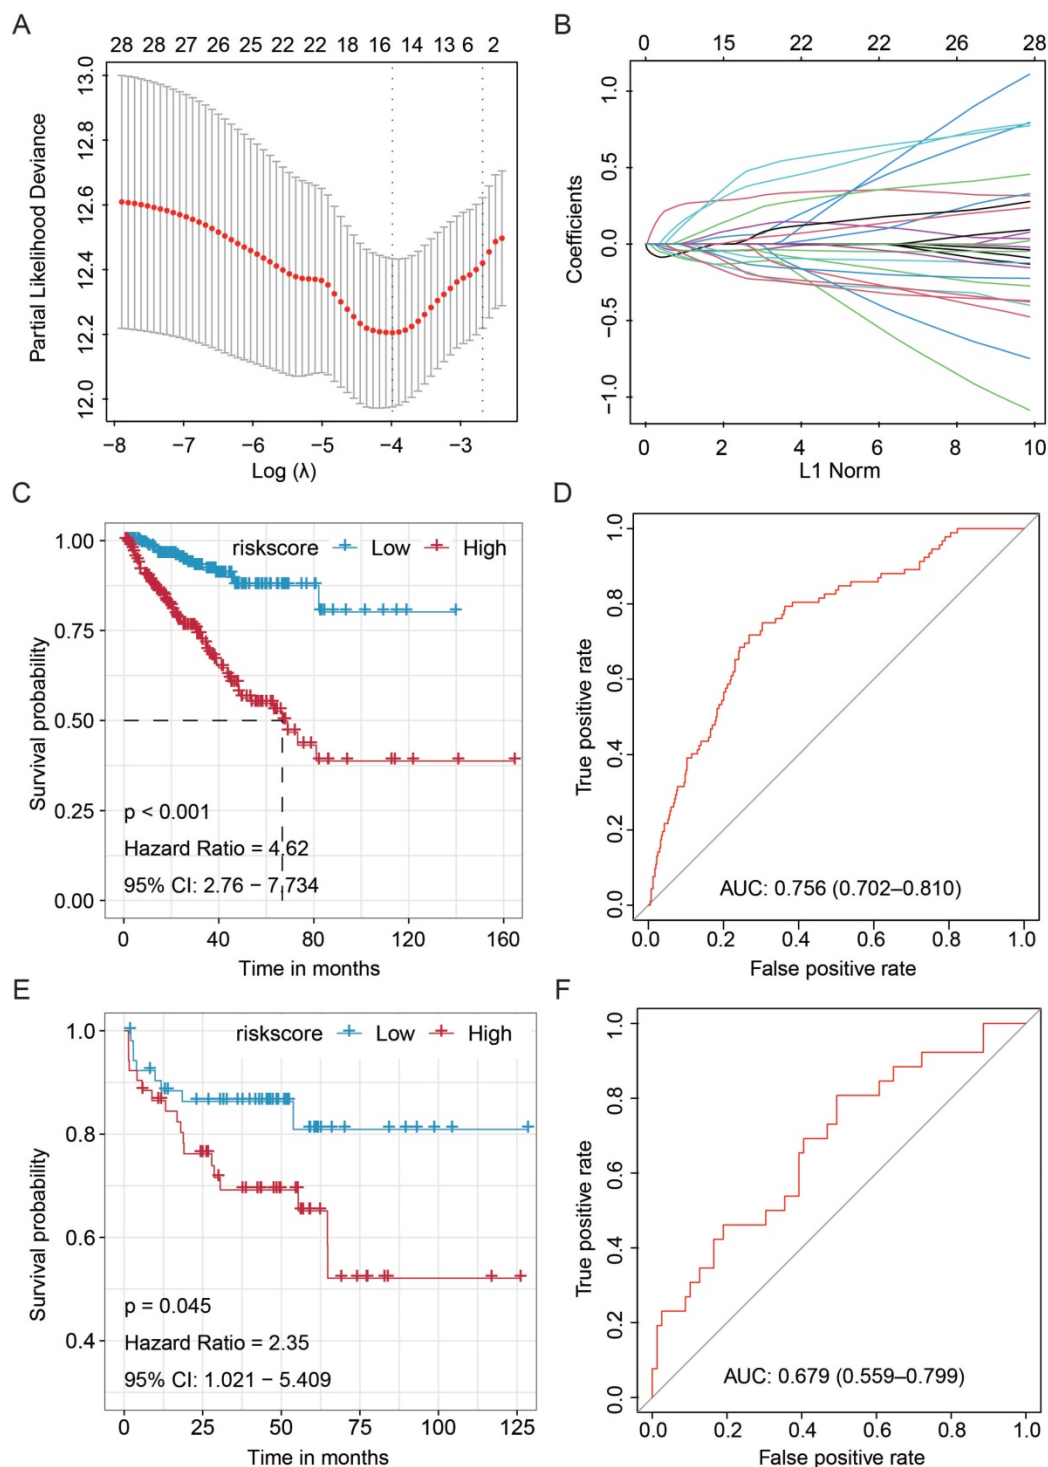 A
28 28 27 26 25 22 22 18 16 14 13 6 2
Partial Likelihood Deviance
13.0
12.8
12.6
12.4
12.2
12.0
−8 −7 −6 −5 −4 −3
Log (λ)
B
0 15 22 22 26 28
Coefficients
1.0
0.5
0.0
−0.5
−1.0
0 2 4 6 8 10
L1 Norm
C
riskscore Low High
Survival probability
1.00
0.75
0.50
0.25
0.00
p < 0.001
Hazard Ratio = 4.62
95% CI: 2.76 − 7.734
0 40 80 120 160
Time in months
D
True positive rate
1.0
0.8
0.6
0.4
0.2
0.0
AUC: 0.756 (0.702–0.810)
0.0 0.2 0.4 0.6 0.8 1.0
False positive rate
E
riskscore Low High
Survival probability
1.0
0.8
0.6
0.4
p = 0.045
Hazard Ratio = 2.35
95% CI: 1.021 − 5.409
0 25 50 75 100 125
Time in months
F
True positive rate
1.0
0.8
0.6
0.4
0.2
0.0
AUC: 0.679 (0.559–0.799)
0.0 0.2 0.4 0.6 0.8 1.0
False positive rate